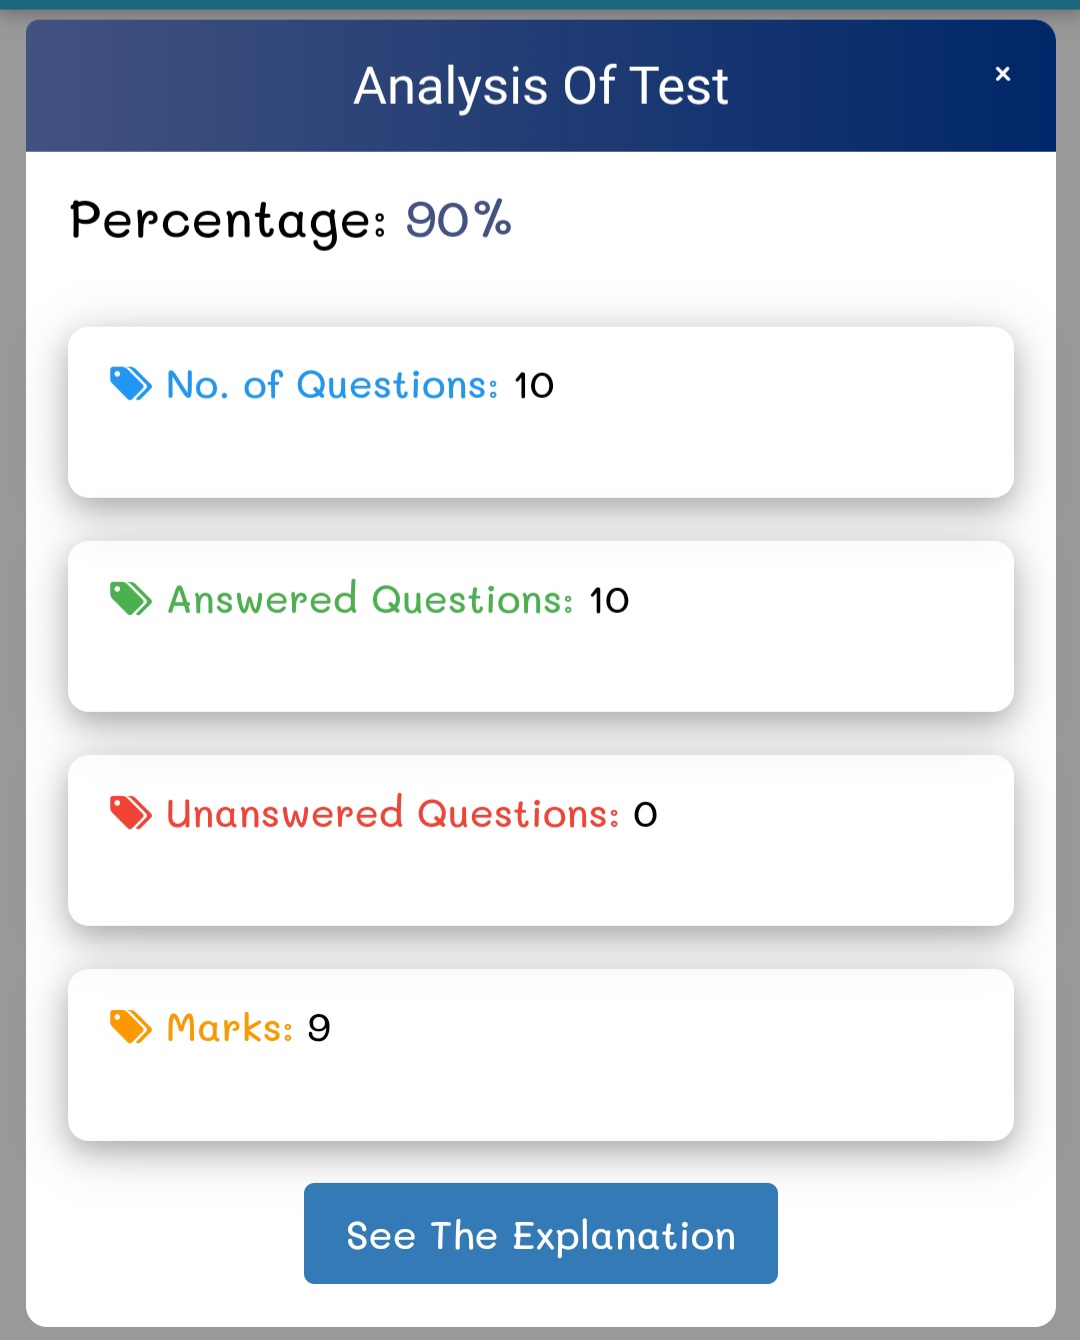 Analysis Of Test
×
Percentage: 90%
No. of Questions: 10
Answered Questions: 10
Unanswered Questions: 0
Marks: 9
See The Explanation